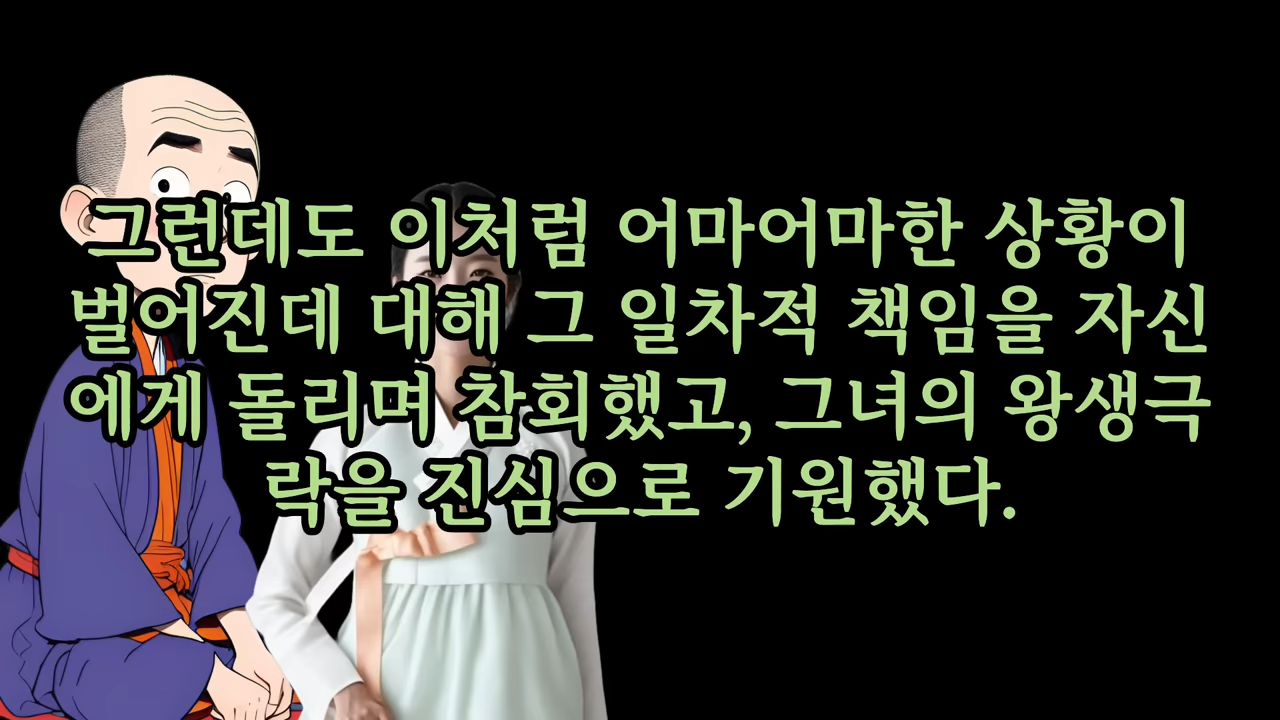 그런데도 이처럼 어마어마한 상황이
벌어진데 대해 그 일차적 책임을 자신
에게 돌리며 참회했고, 그녀의 왕생극
락을 진심으로 기원했다.